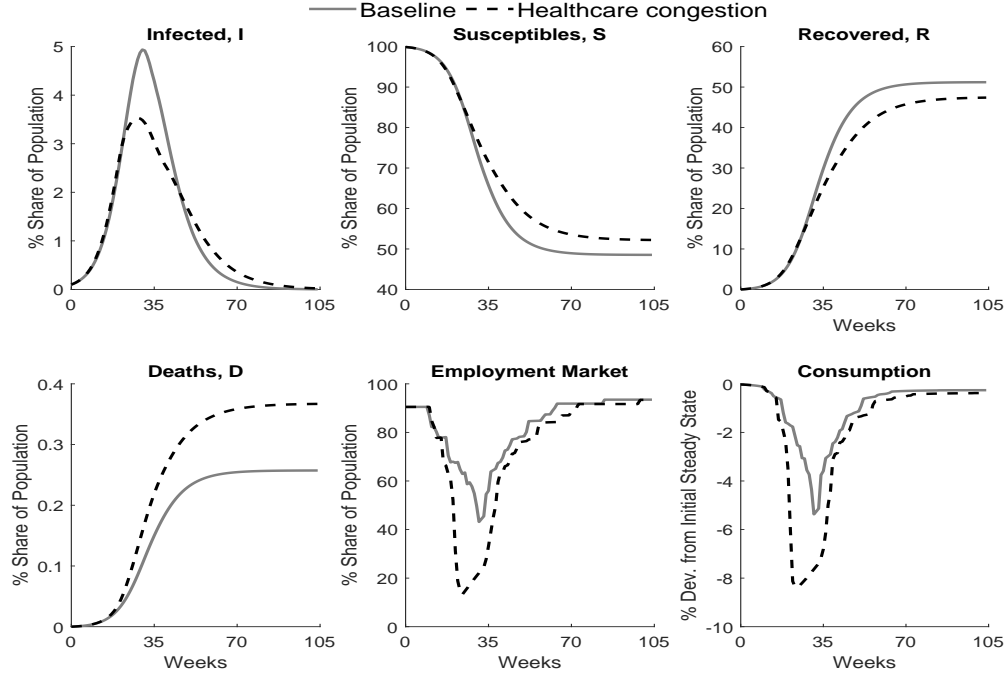 Baseline Healthcare congestion
Infected, I
% Share of Population
5
4
3
2
1
0
0 35 70 105
Susceptibles, S
% Share of Population
100
90
80
70
60
50
40
0 35 70 105
Recovered, R
% Share of Population
60
50
40
30
20
10
0
0 35 70 105
Weeks
Deaths, D
% Share of Population
0.4
0.3
0.2
0.1
0
0 35 70 105
Weeks
Employment Market
% Share of Population
100
80
60
40
20
0
0 35 70 105
Weeks
Consumption
% Dev. from Initial Steady State
0
-2
-4
-6
-8
-10
0 35 70 105
Weeks